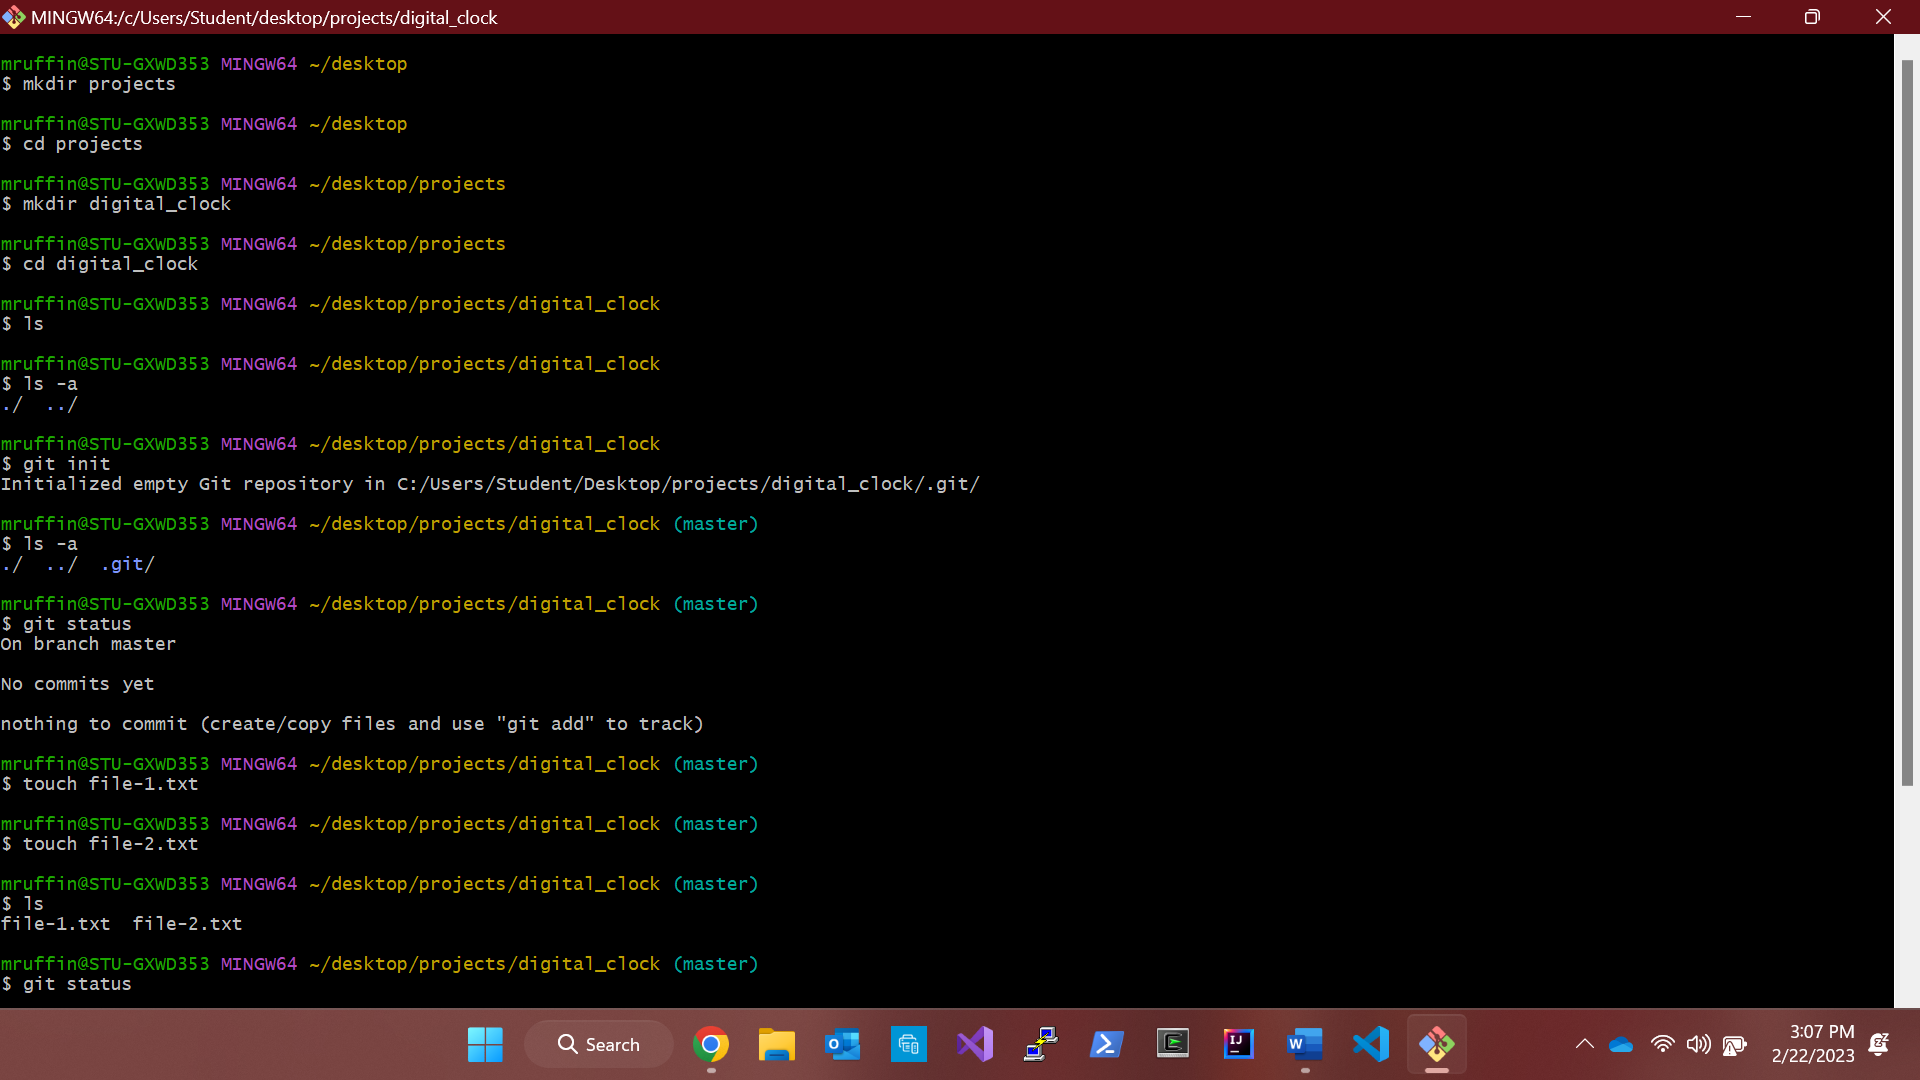 MINGW64:/c/Users/Student/desktop/projects/digital_clock
mruffin@STU-GXWD353 MINGW64 ~/desktop
$ mkdir projects
mruffin@STU-GXWD353 MINGW64 ~/desktop
$ cd projects
mruffin@STU-GXWD353 MINGW64 ~/desktop/projects
$ mkdir digital_clock
mruffin@STU-GXWD353 MINGW64 ~/desktop/projects
$ cd digital_clock
mruffin@STU-GXWD353 MINGW64 ~/desktop/projects/digital_clock
$ ls
mruffin@STU-GXWD353 MINGW64 ~/desktop/projects/digital_clock
$ ls -a
./  ../
mruffin@STU-GXWD353 MINGW64 ~/desktop/projects/digital_clock
$ git init
Initialized empty Git repository in C:/Users/Student/Desktop/projects/digital_clock/.git/
mruffin@STU-GXWD353 MINGW64 ~/desktop/projects/digital_clock (master)
$ ls -a
./  ../  .git/
mruffin@STU-GXWD353 MINGW64 ~/desktop/projects/digital_clock (master)
$ git status
On branch master
No commits yet
nothing to commit (create/copy files and use "git add" to track)
mruffin@STU-GXWD353 MINGW64 ~/desktop/projects/digital_clock (master)
$ touch file-1.txt
mruffin@STU-GXWD353 MINGW64 ~/desktop/projects/digital_clock (master)
$ touch file-2.txt
mruffin@STU-GXWD353 MINGW64 ~/desktop/projects/digital_clock (master)
$ ls
file-1.txt  file-2.txt
mruffin@STU-GXWD353 MINGW64 ~/desktop/projects/digital_clock (master)
$ git status
Search
3:07 PM
2/22/2023